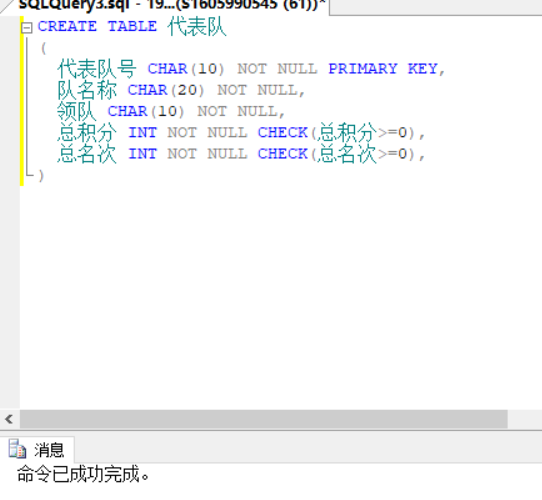 SQLQuery3.sql - 19...(S1605990545 (61))*
CREATE TABLE 代表队
(
代表队号 CHAR(10) NOT NULL PRIMARY KEY,
队名称 CHAR(20) NOT NULL,
领队 CHAR(10) NOT NULL,
总积分 INT NOT NULL CHECK(总积分>=0),
总名次 INT NOT NULL CHECK(总名次>=0),
)
消息
命令已成功完成。